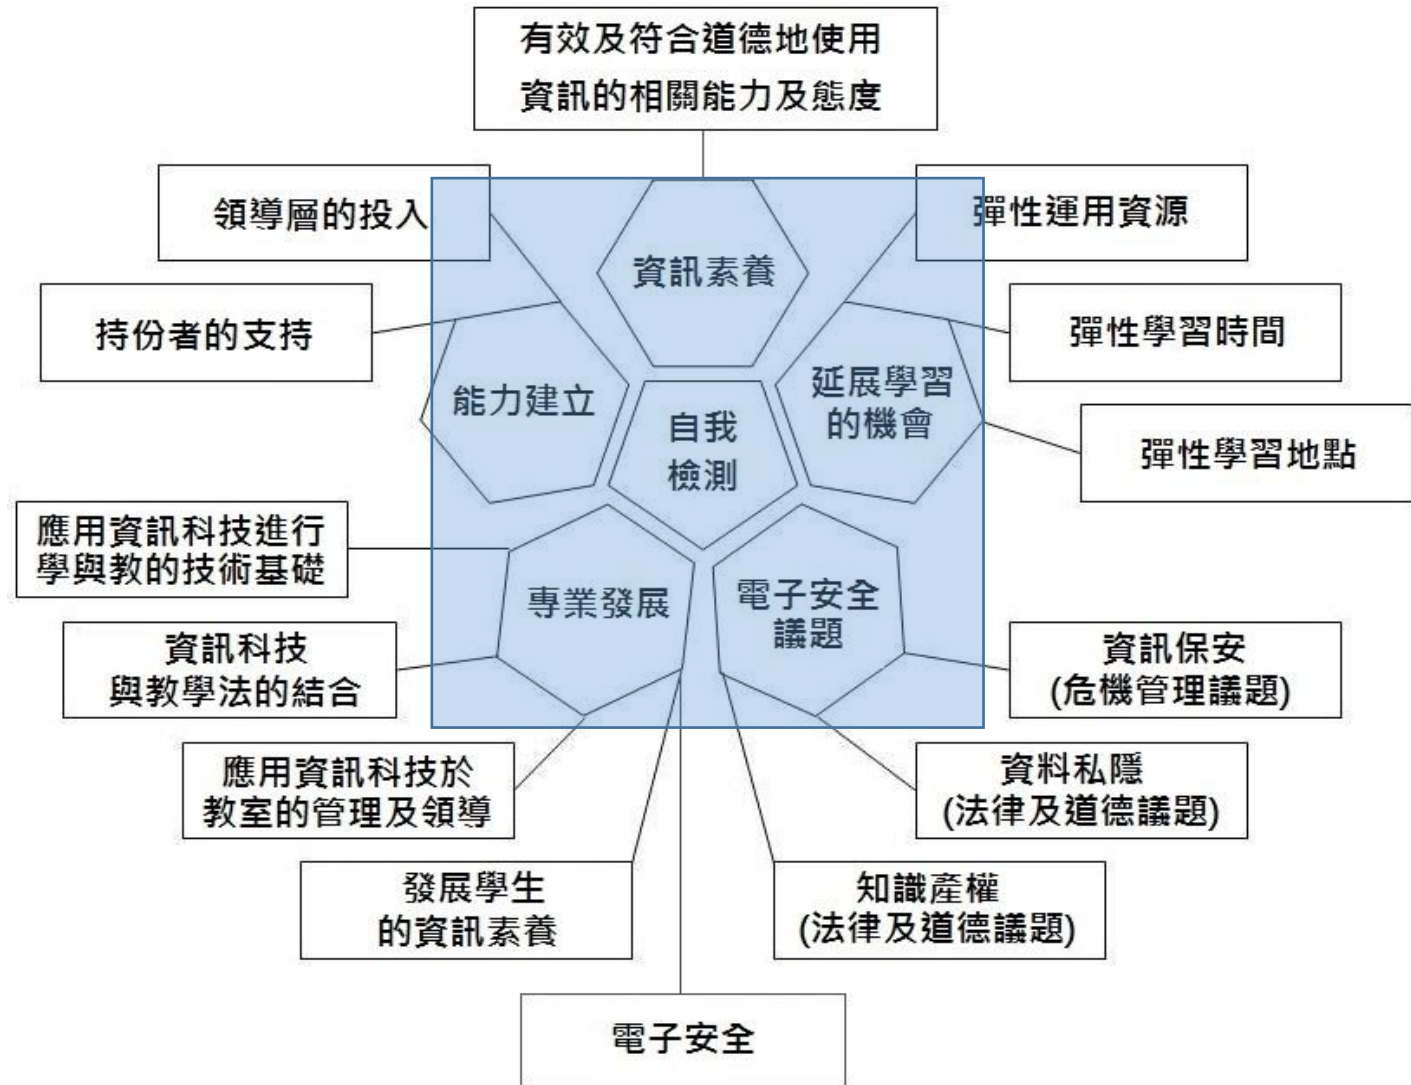 有效及符合道德地使用
資訊的相關能力及態度
領導層的投入
彈性運用資源
資訊素養
持份者的支持
彈性學習時間
能力建立
延展學習
的機會
自我
檢測
彈性學習地點
應用資訊科技進行
學與教的技術基礎
專業發展
電子安全
議題
資訊科技
與教學法的結合
資訊保安
(危機管理議題)
應用資訊科技於
教室的管理及領導
資料私隱
(法律及道德議題)
發展學生
的資訊素養
知識產權
(法律及道德議題)
電子安全